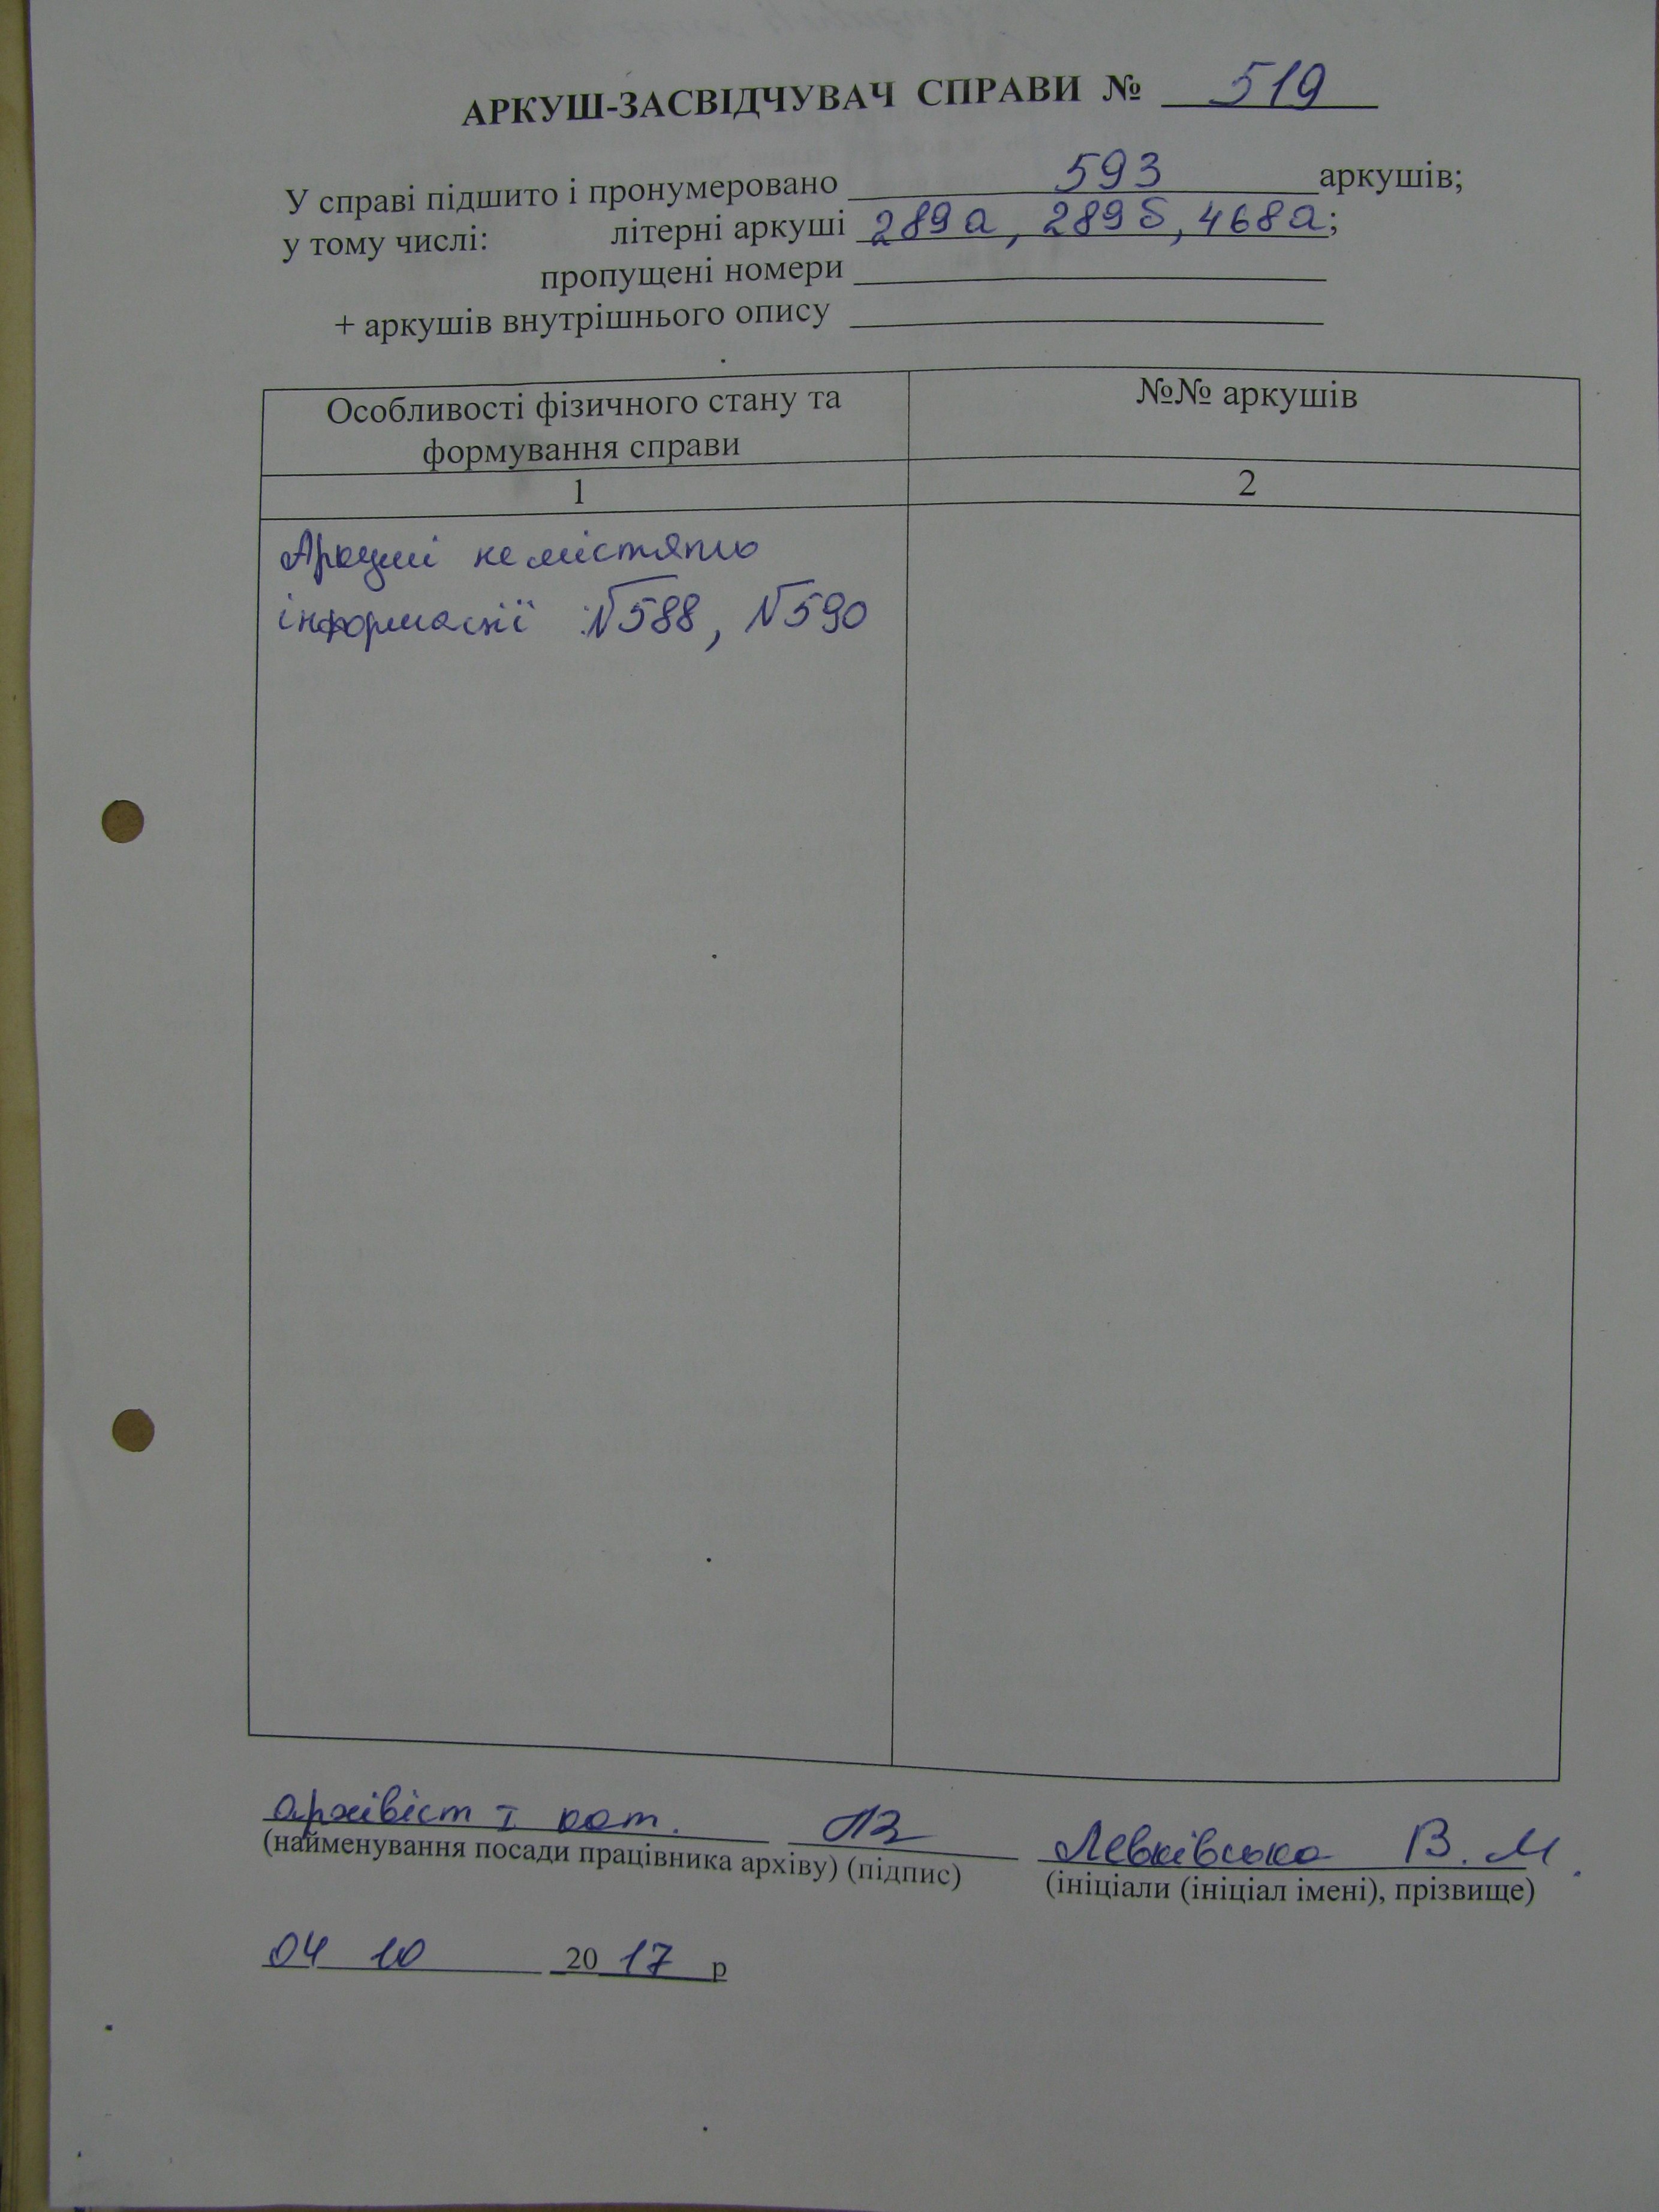 АРКУШ-ЗАСВІДЧУВАЧ СПРАВИ № 519
У справі підшито і пронумеровано 593 аркушів;
у тому числі: літерні аркуші 289а, 289б, 468а;
пропущені номери
+ аркушів внутрішнього опису
Особливості фізичного стану та №№ аркушів
формування справи
1 2
Аркуші не містять
інформації №588, №590
архівіст I кат. Левківська В. М.
(найменування посади працівника архіву) (підпис) (ініціали (ініціал імені), прізвище)
04 10 2017 р